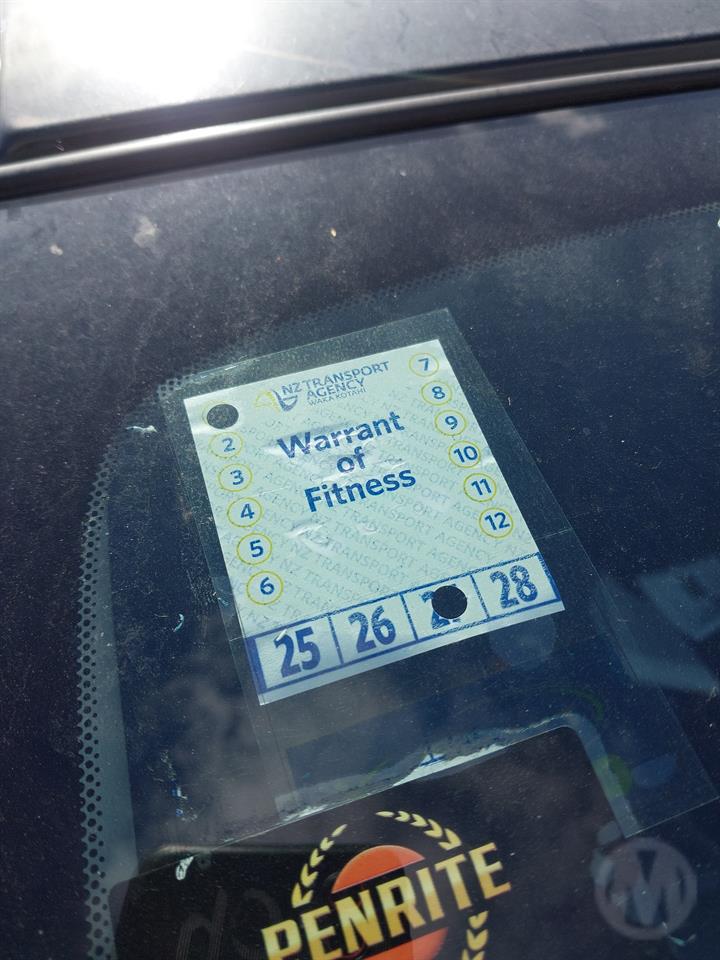 NZ TRANSPORT
AGENCY
WAKA KOTAHI
Warrant
of
Fitness
2
3
4
5
6
7
8
9
10
11
12
25 26 28
PENRITE